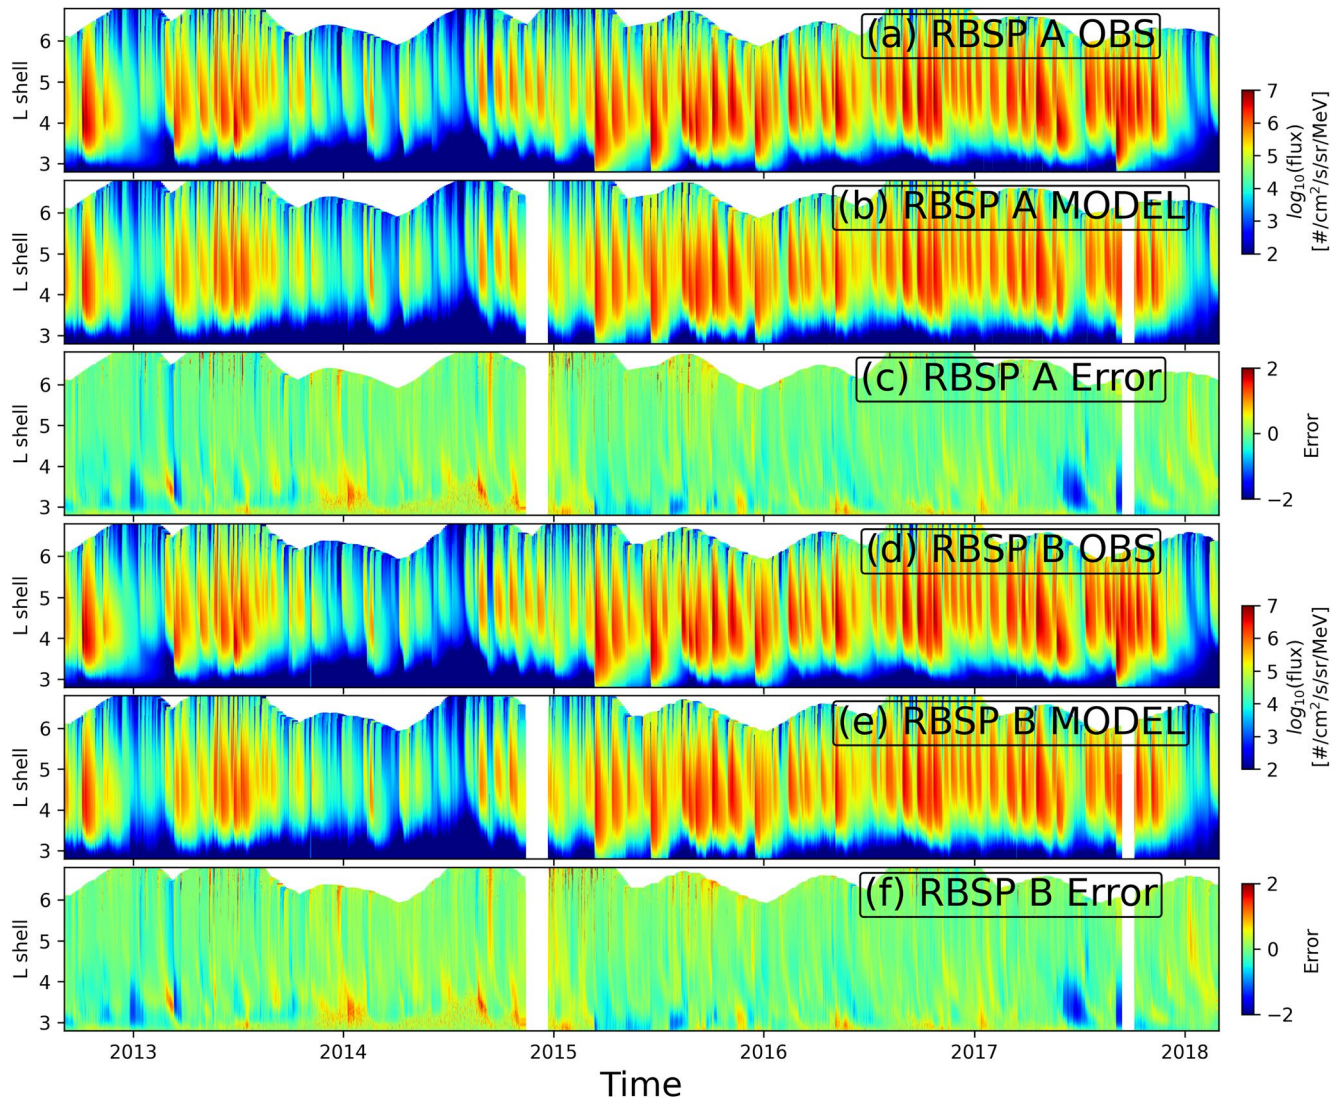 (a) RBSP A OBS
6
5
4
3
L shell
(b) RBSP A MODEL
6
5
4
3
L shell
7
6
5
4
3
2
log10(flux)
[#/cm²/s/sr/MeV]
(c) RBSP A Error
6
5
4
3
L shell
2
0
−2
Error
(d) RBSP B OBS
6
5
4
3
L shell
(e) RBSP B MODEL
6
5
4
3
L shell
7
6
5
4
3
2
log10(flux)
[#/cm²/s/sr/MeV]
(f) RBSP B Error
6
5
4
3
L shell
2
0
−2
Error
2013 2014 2015 2016 2017 2018
Time